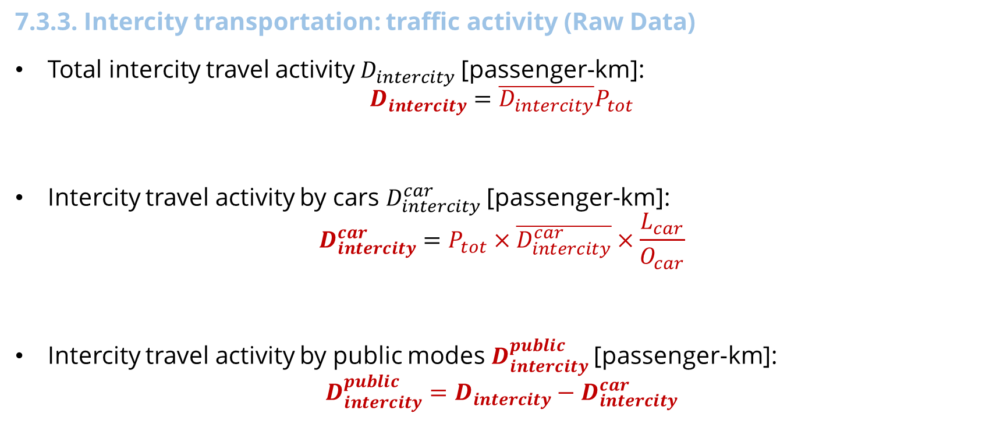 7.3.3. Intercity transportation: traffic activity (Raw Data)
• Total intercity travel activity $D_{intercity}$ [passenger-km]:
$\boldsymbol{D_{intercity}} = \overline{D_{intercity}} P_{tot}$
• Intercity travel activity by cars $D_{intercity}^{car}$ [passenger-km]:
$\boldsymbol{D_{intercity}^{car}} = P_{tot} \times \overline{D_{intercity}^{car}} \times \frac{L_{car}}{O_{car}}$
• Intercity travel activity by public modes $\boldsymbol{D_{intercity}^{public}}$ [passenger-km]:
$\boldsymbol{D_{intercity}^{public}} = \boldsymbol{D_{intercity}} - \boldsymbol{D_{intercity}^{car}}$